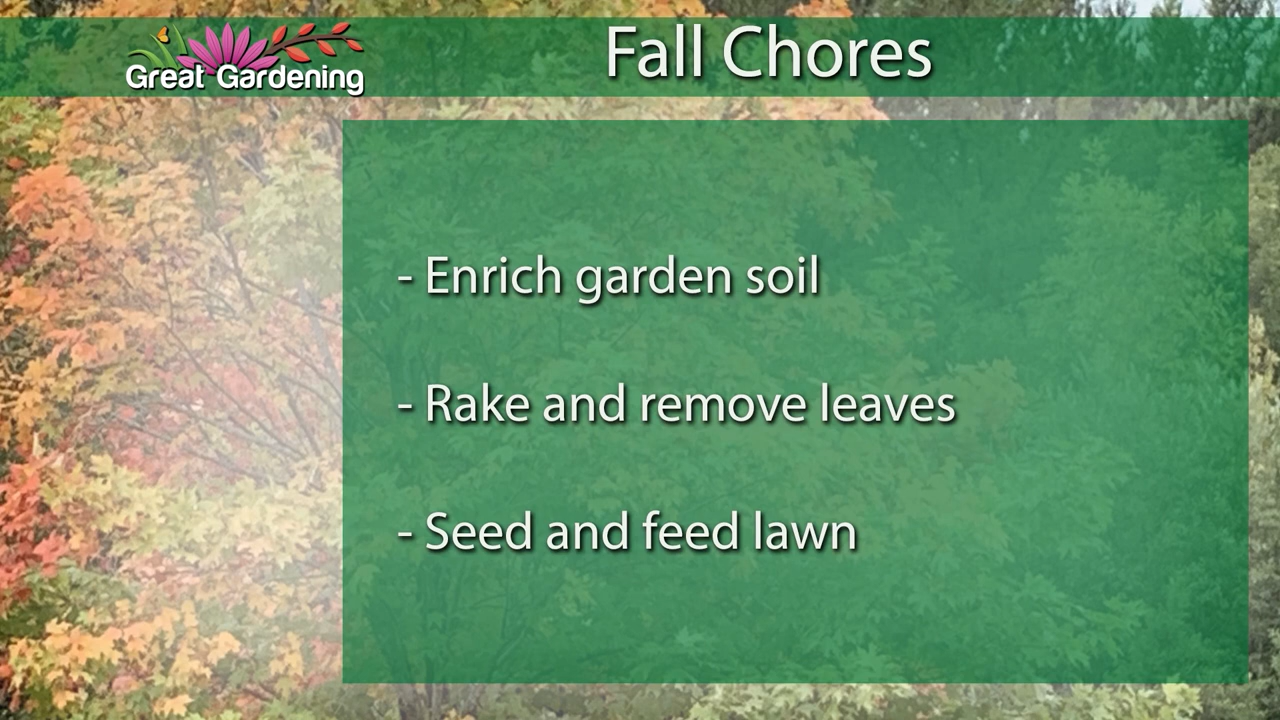 Great Gardening
Fall Chores
- Enrich garden soil
- Rake and remove leaves
- Seed and feed lawn